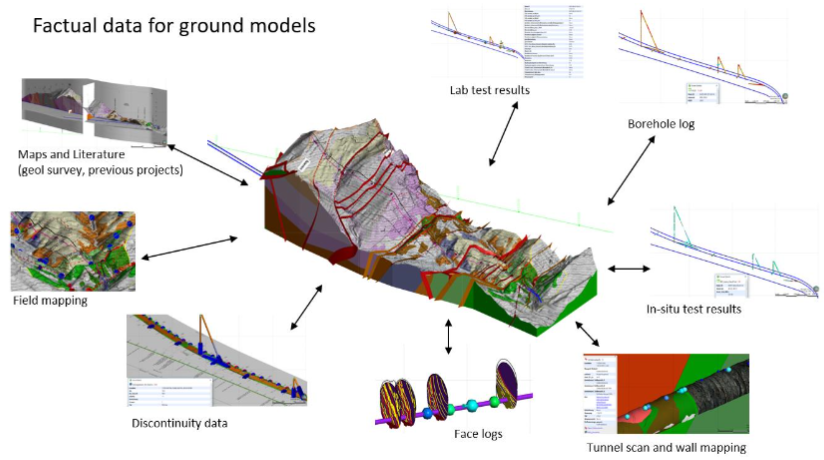 Factual data for ground models
Lab test results
Borehole log
Maps and Literature
(geol survey, previous projects)
Field mapping
In-situ test results
Discontinuity data
Face logs
Tunnel scan and wall mapping